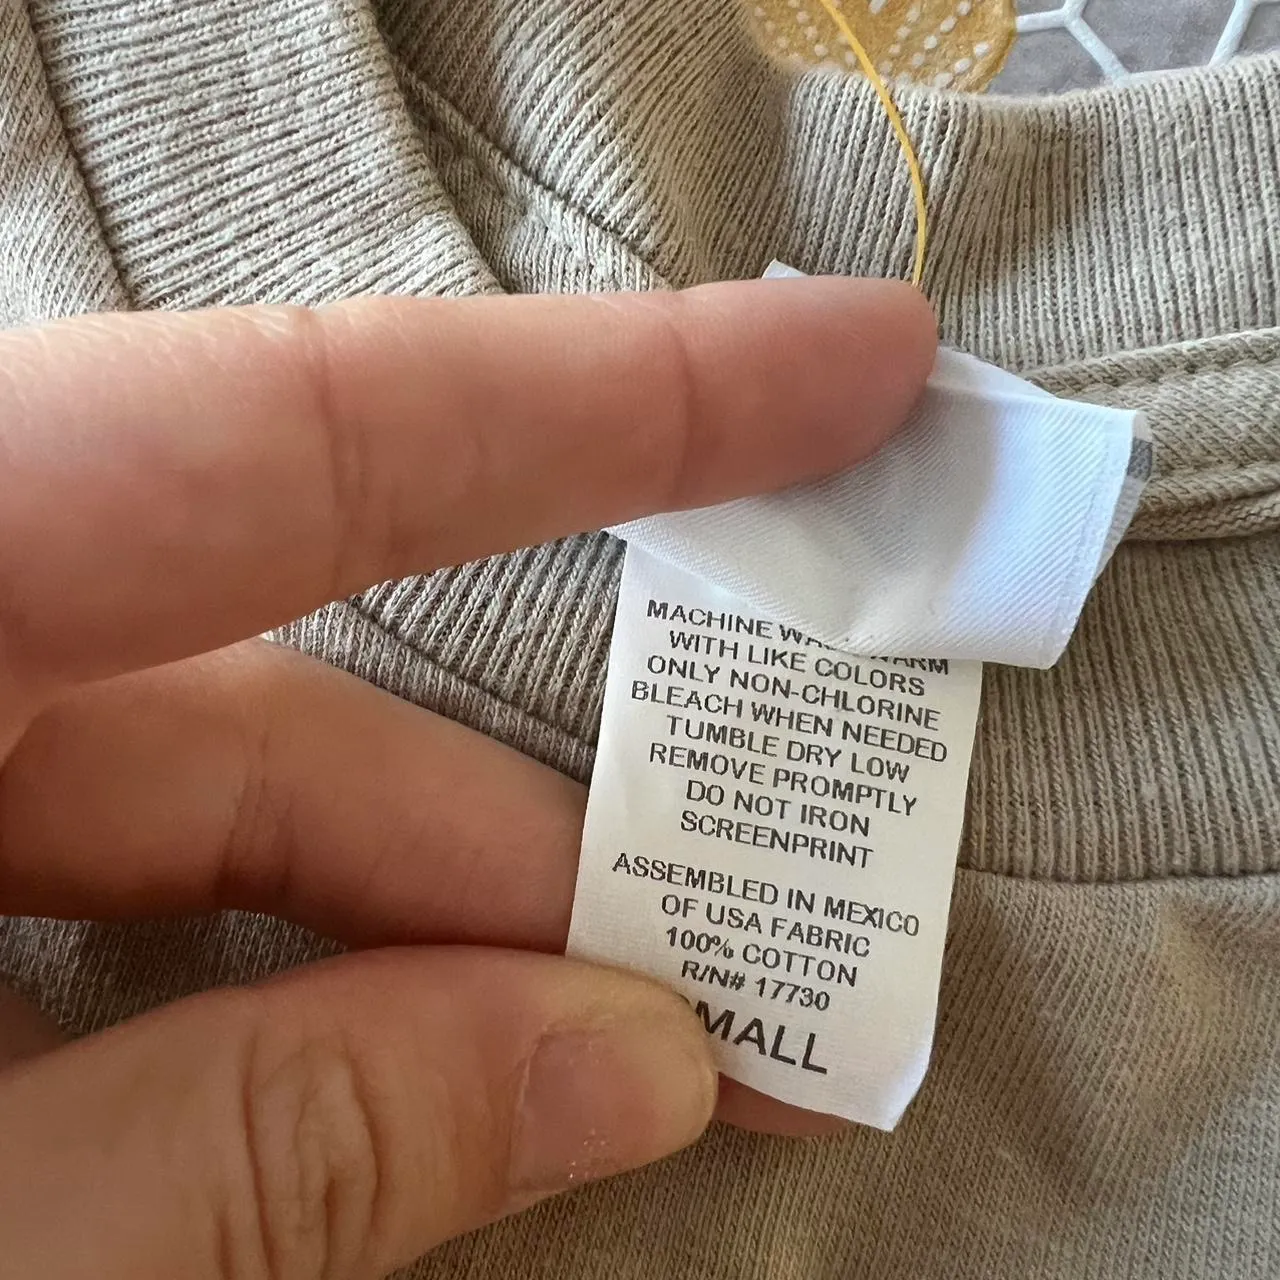 MACHINE WARM
WITH LIKE COLORS
ONLY NON-CHLORINE
BLEACH WHEN NEEDED
TUMBLE DRY LOW
REMOVE PROMPTLY
DO NOT IRON
SCREENPRINT
ASSEMBLED IN MEXICO
OF USA FABRIC
100% COTTON
R/N# 17730
MALL